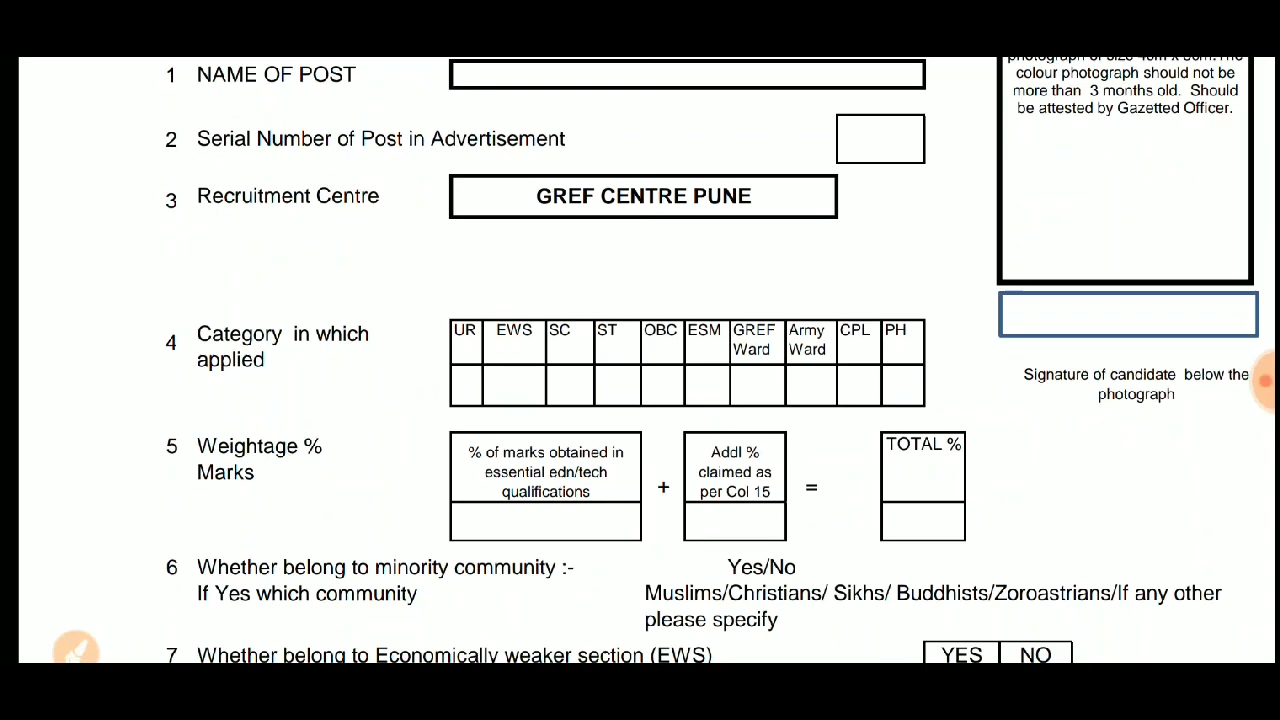 photograph of size 4cm x 5cm.The
colour photograph should not be
more than 3 months old. Should
be attested by Gazetted Officer.
1 NAME OF POST
2 Serial Number of Post in Advertisement
3 Recruitment Centre GREF CENTRE PUNE
Signature of candidate below the
photograph
4 Category in which
applied
UR EWS SC ST OBC ESM GREF Ward Army Ward CPL PH
5 Weightage %
Marks
% of marks obtained in
essential edn/tech
qualifications
+
Addl %
claimed as
per Col 15
=
TOTAL %
6 Whether belong to minority community :- Yes/No
If Yes which community Muslims/Christians/ Sikhs/ Buddhists/Zoroastrians/If any other
please specify
7 Whether belong to Economically weaker section (EWS) YES NO